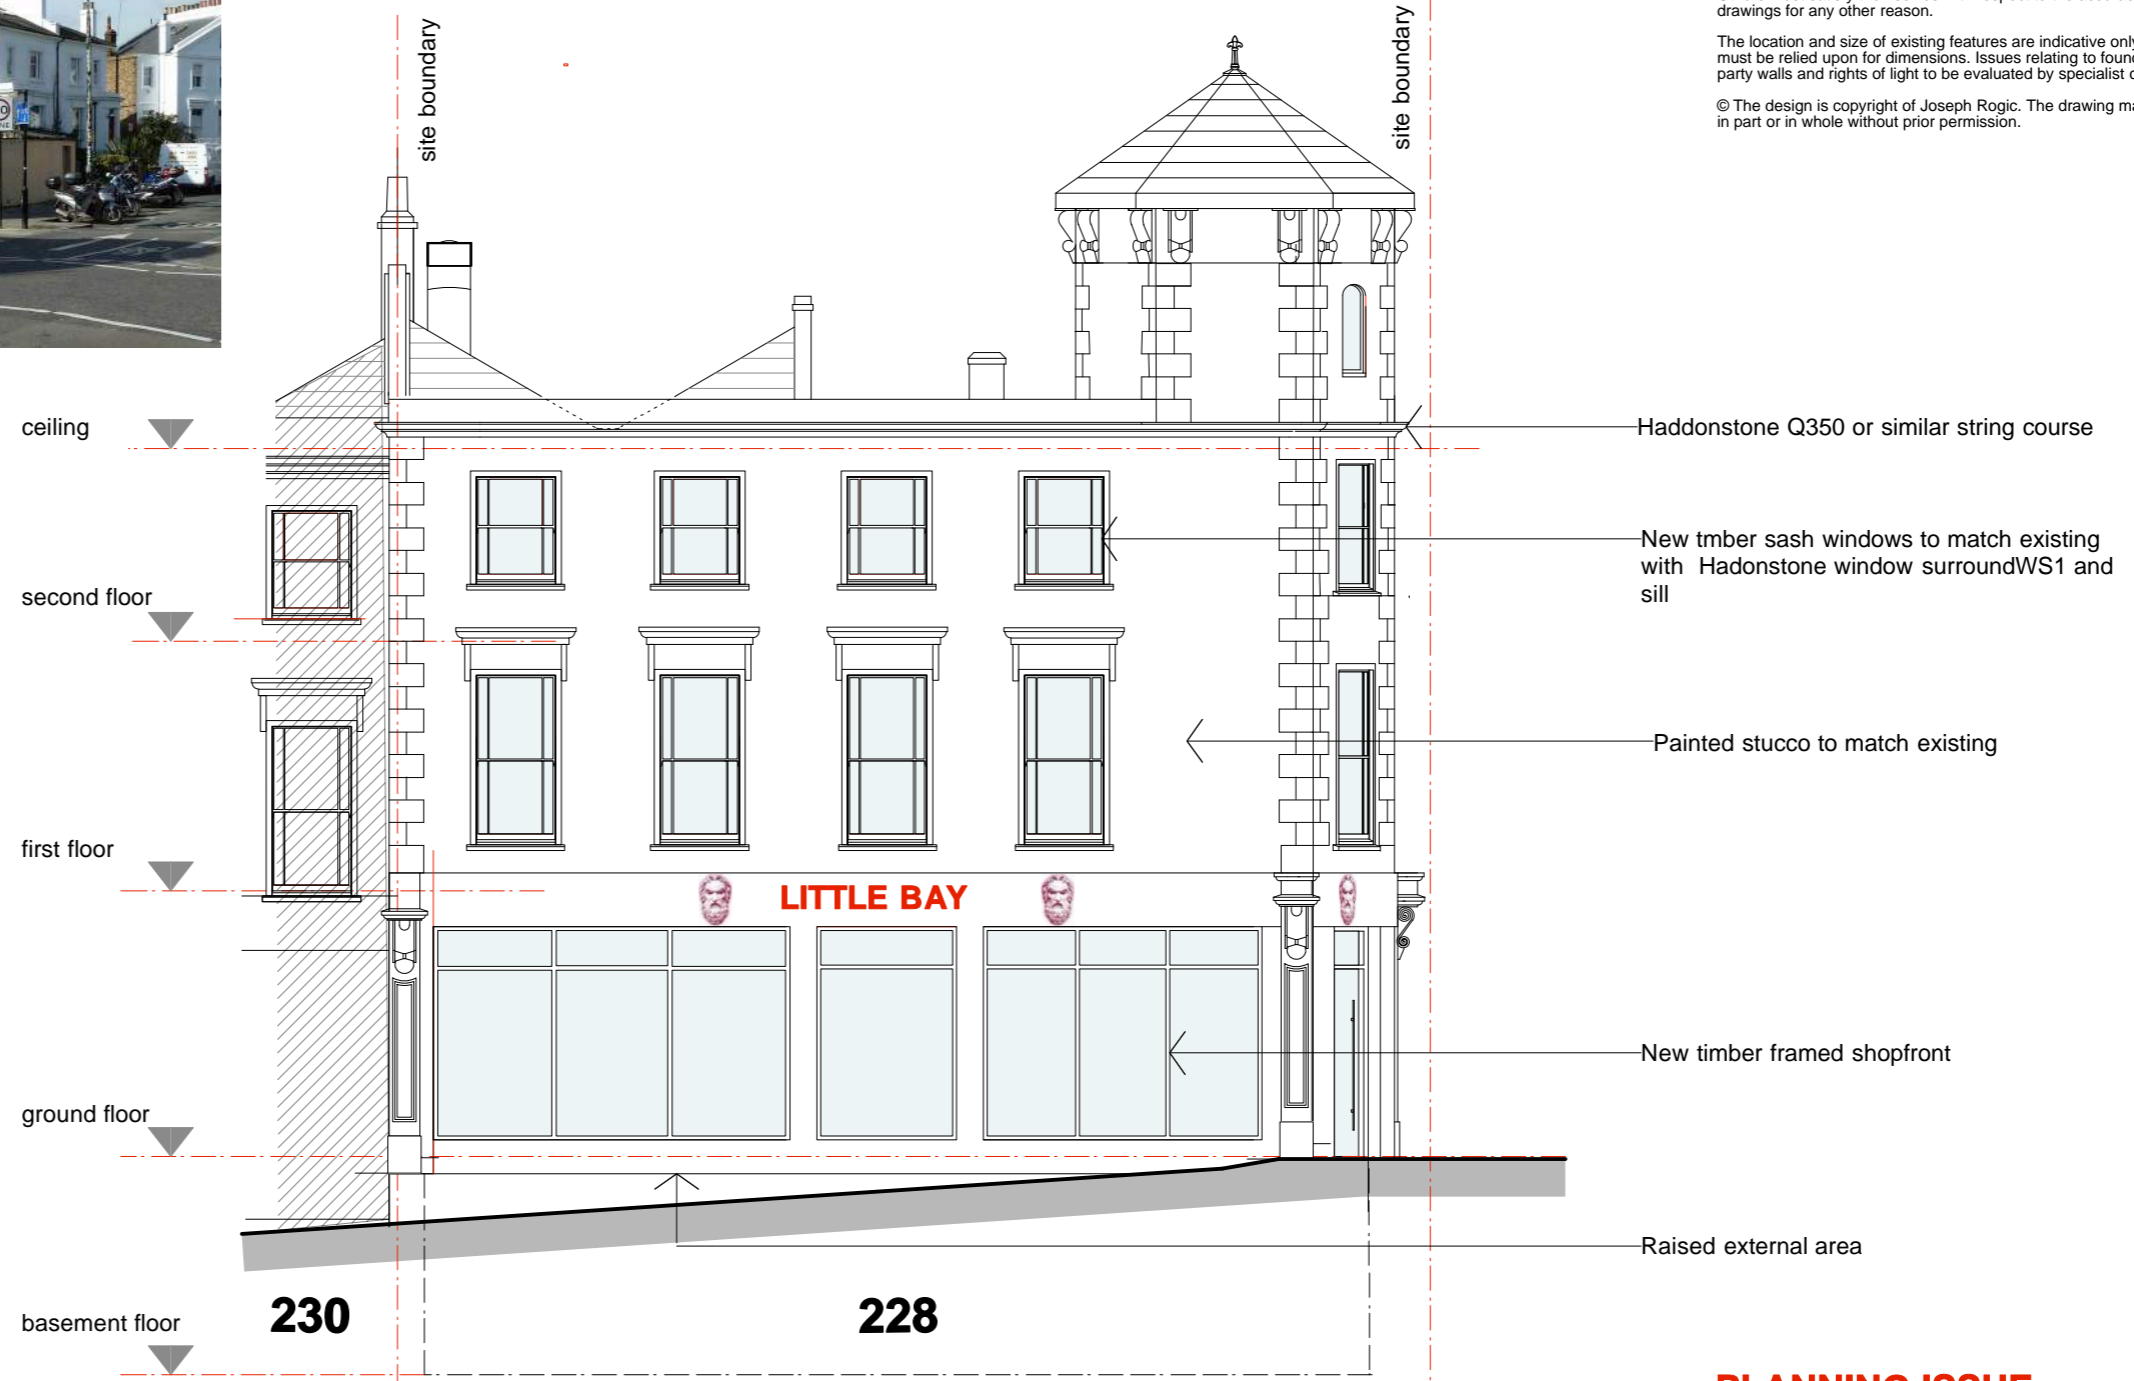 drawings for any other reason.
The location and size of existing features are indicative only
must be relied upon for dimensions. Issues relating to found
party walls and rights of light to be evaluated by specialist
© The design is copyright of Joseph Rogic. The drawing ma
in part or in whole without prior permission.
site boundary
site boundary
ceiling
Haddonstone Q350 or similar string course
New tmber sash windows to match existing
with Hadonstone window surroundWS1 and
sill
second floor
Painted stucco to match existing
first floor
LITTLE BAY
New timber framed shopfront
ground floor
Raised external area
230
228
basement floor
PLANNING ISSUE